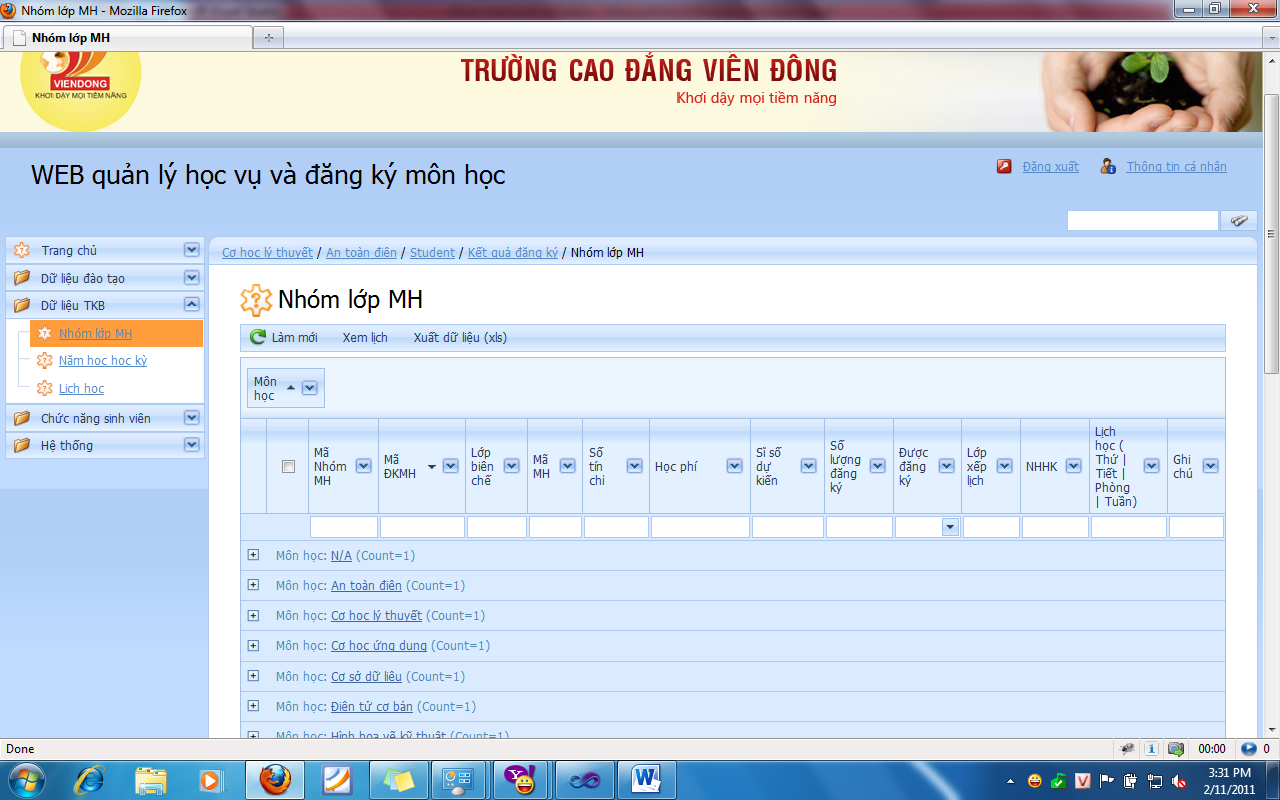 Nhóm lớp MH - Mozilla Firefox
Nhóm lớp MH
VIENDONG
KHƠI DẬY MỌI TIỀM NĂNG
TRƯỜNG CAO ĐẲNG VIỄN ĐÔNG
Khơi dậy mọi tiềm năng
WEB quản lý học vụ và đăng ký môn học
Đăng xuất
Thông tin cá nhân
Trang chủ
Dữ liệu đào tạo
Dữ liệu TKB
Nhóm lớp MH
Năm học học kỳ
Lịch học
Chức năng sinh viên
Hệ thống
Cơ học lý thuyết / An toàn điện / Student / Kết quả đăng ký / Nhóm lớp MH
Nhóm lớp MH
Làm mới Xem lịch Xuất dữ liệu (xls)
Môn
học
Mã
Nhóm
MH
Mã
ĐKMH
Lớp
biên
chế
Mã
MH
Số
tín
chỉ
Học phí
Sĩ số
dự
kiến
Số
lượng
đăng
ký
Được
đăng
ký
Lớp
xếp
lịch
NHHK
Lịch
học (
Thứ |
Tiết |
Phòng
| Tuần)
Ghi
chú
Môn học: N/A (Count=1)
Môn học: An toàn điện (Count=1)
Môn học: Cơ học lý thuyết (Count=1)
Môn học: Cơ học ứng dụng (Count=1)
Môn học: Cơ sở dữ liệu (Count=1)
Môn học: Điện tử cơ bản (Count=1)
Môn học: Hình họa vẽ kỹ thuật (Count=1)
Done
00:00
0
3:31 PM
2/11/2011